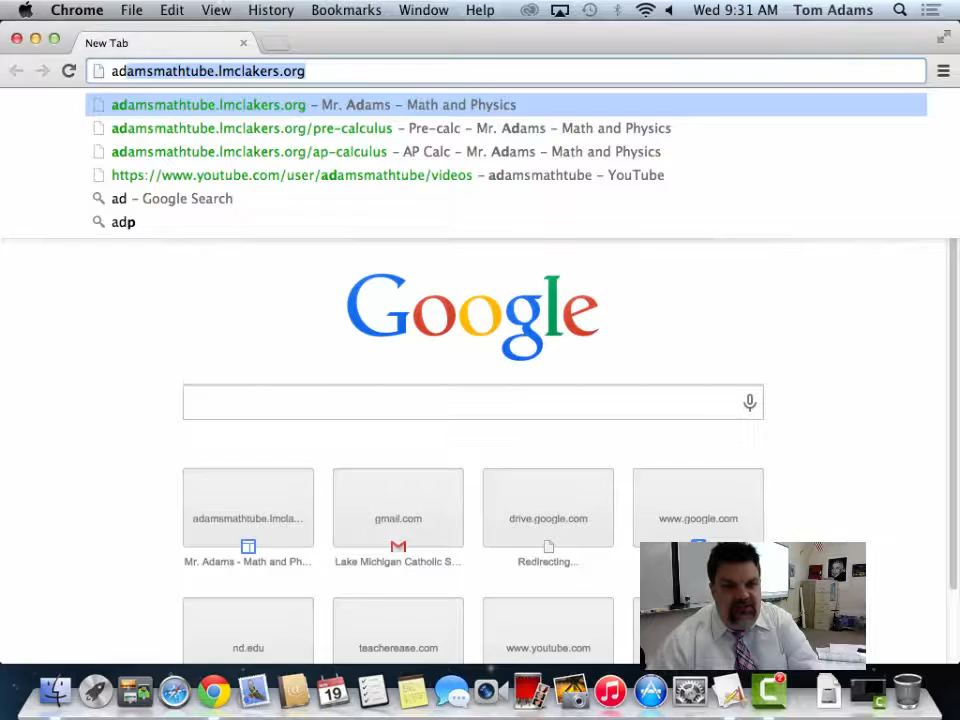 Chrome File Edit View History Bookmarks Window Help Wed 9:31 AM Tom Adams
New Tab
adamsmathtube.lmclakers.org
adamsmathtube.lmclakers.org – Mr. Adams – Math and Physics
adamsmathtube.lmclakers.org/pre-calculus – Pre-calc – Mr. Adams – Math and Physics
adamsmathtube.lmclakers.org/ap-calculus – AP Calc – Mr. Adams – Math and Physics
https://www.youtube.com/user/adamsmathtube/videos – adamsmathtube – YouTube
ad – Google Search
adp
Google
adamsmathtube.lmcla... gmail.com drive.google.com www.google.com
Mr. Adams - Math and Ph... Lake Michigan Catholic S... Redirecting...
nd.edu teacherease.com www.youtube.com
19